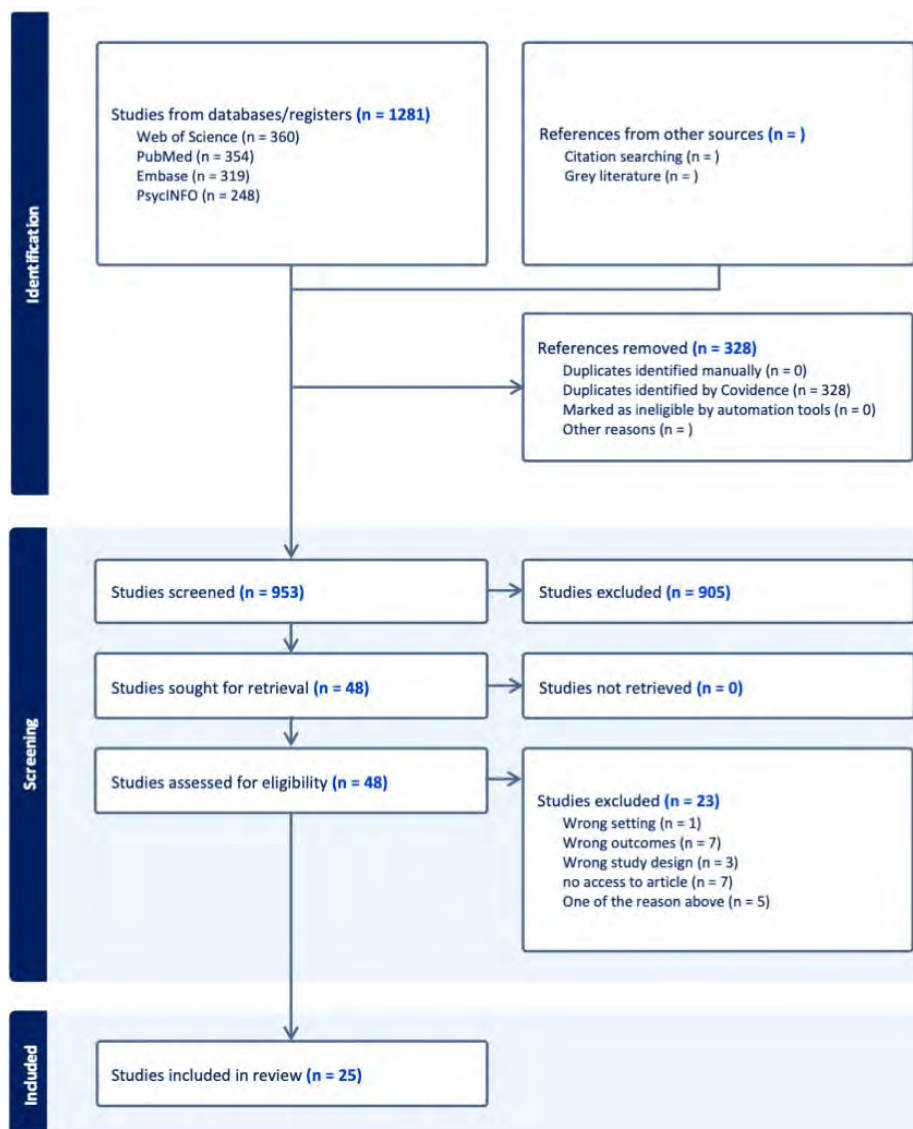 Identification
Studies from databases/registers (n = 1281)
Web of Science (n = 360)
PubMed (n = 354)
Embase (n = 319)
PsycINFO (n = 248)
References from other sources (n = )
Citation searching (n = )
Grey literature (n = )
References removed (n = 328)
Duplicates identified manually (n = 0)
Duplicates identified by Covidence (n = 328)
Marked as ineligible by automation tools (n = 0)
Other reasons (n = )
Screening
Studies screened (n = 953)
Studies excluded (n = 905)
Studies sought for retrieval (n = 48)
Studies not retrieved (n = 0)
Studies assessed for eligibility (n = 48)
Studies excluded (n = 23)
Wrong setting (n = 1)
Wrong outcomes (n = 7)
Wrong study design (n = 3)
no access to article (n = 7)
One of the reason above (n = 5)
Included
Studies included in review (n = 25)